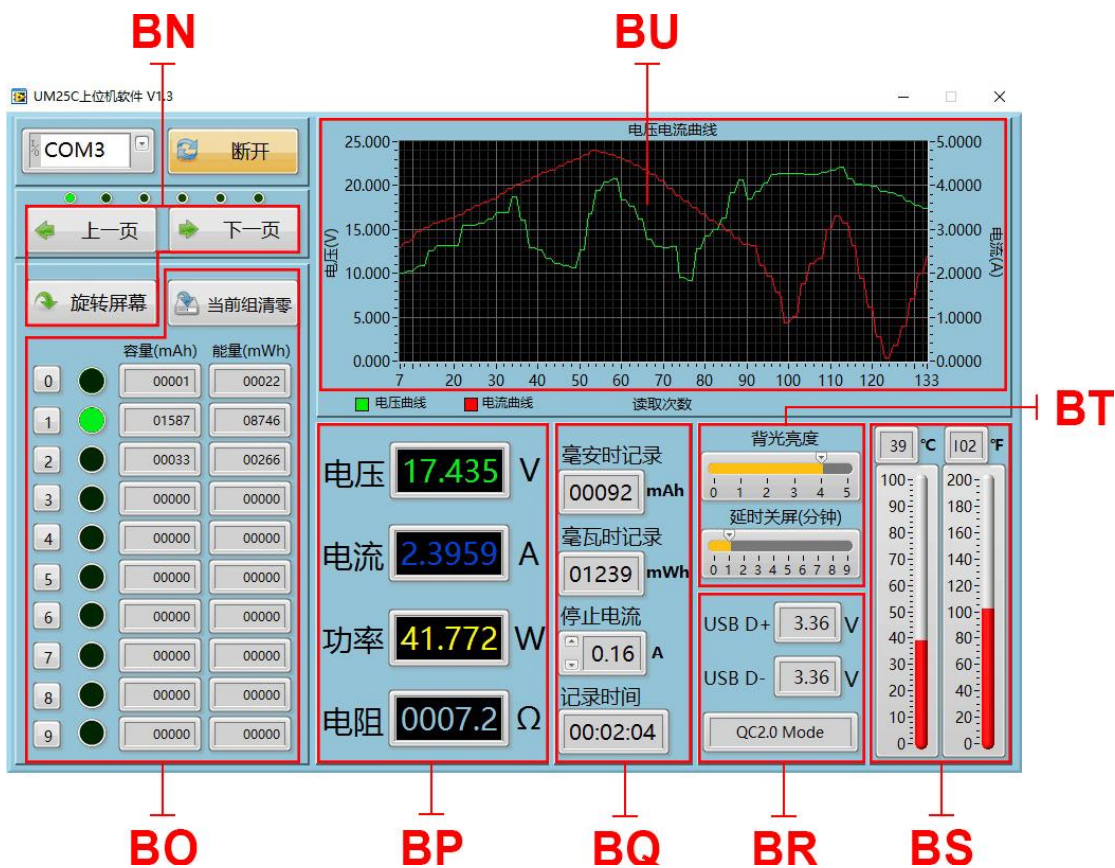 BN
BU
UM25C上位机软件 V1.3
I/O COM3
断开
上一页
下一页
旋转屏幕
当前组清零
容量(mAh) 能量(mWh)
0 00001 00022
1 01587 08746
2 00033 00266
3 00000 00000
4 00000 00000
5 00000 00000
6 00000 00000
7 00000 00000
8 00000 00000
9 00000 00000
电压电流曲线
25.000 5.0000
20.000 4.0000
15.000 3.0000
10.000 2.0000
5.000 1.0000
0.000 0.0000
电压(V)
电流(A)
7 20 30 40 50 60 70 80 90 100 110 120 133
电压曲线 电流曲线 读取次数
BT
电压 17.435 V
电流 2.3959 A
功率 41.772 W
电阻 0007.2 Ω
毫安时记录
00092 mAh
毫瓦时记录
01239 mWh
停止电流
0.16 A
记录时间
00:02:04
背光亮度
0 1 2 3 4 5
延时关屏(分钟)
0 1 2 3 4 5 6 7 8 9
USB D+ 3.36 V
USB D- 3.36 V
QC2.0 Mode
39 °C 102 °F
100 200
90 180
80 160
70 140
60 120
50 100
40 80
30 60
20 40
10 20
0 0
BO
BP
BQ
BR
BS